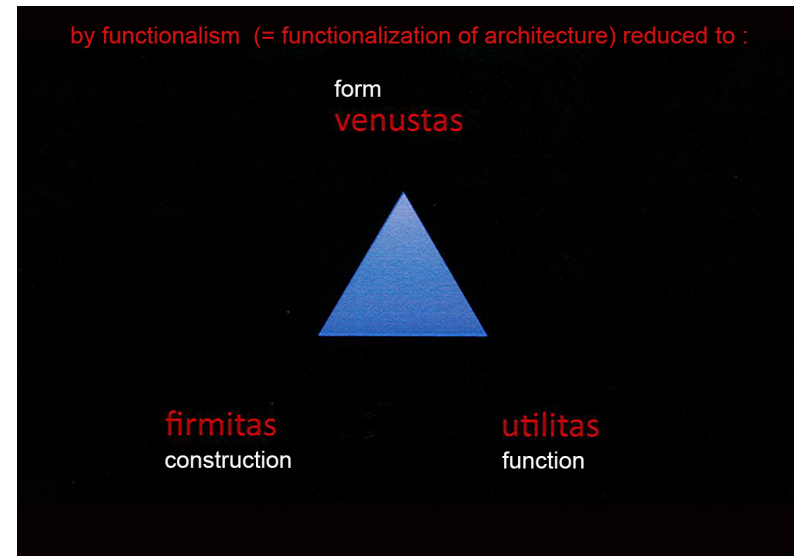 by functionalism (= functionalization of architecture) reduced to :
form
venustas
firmitas
construction
utilitas
function